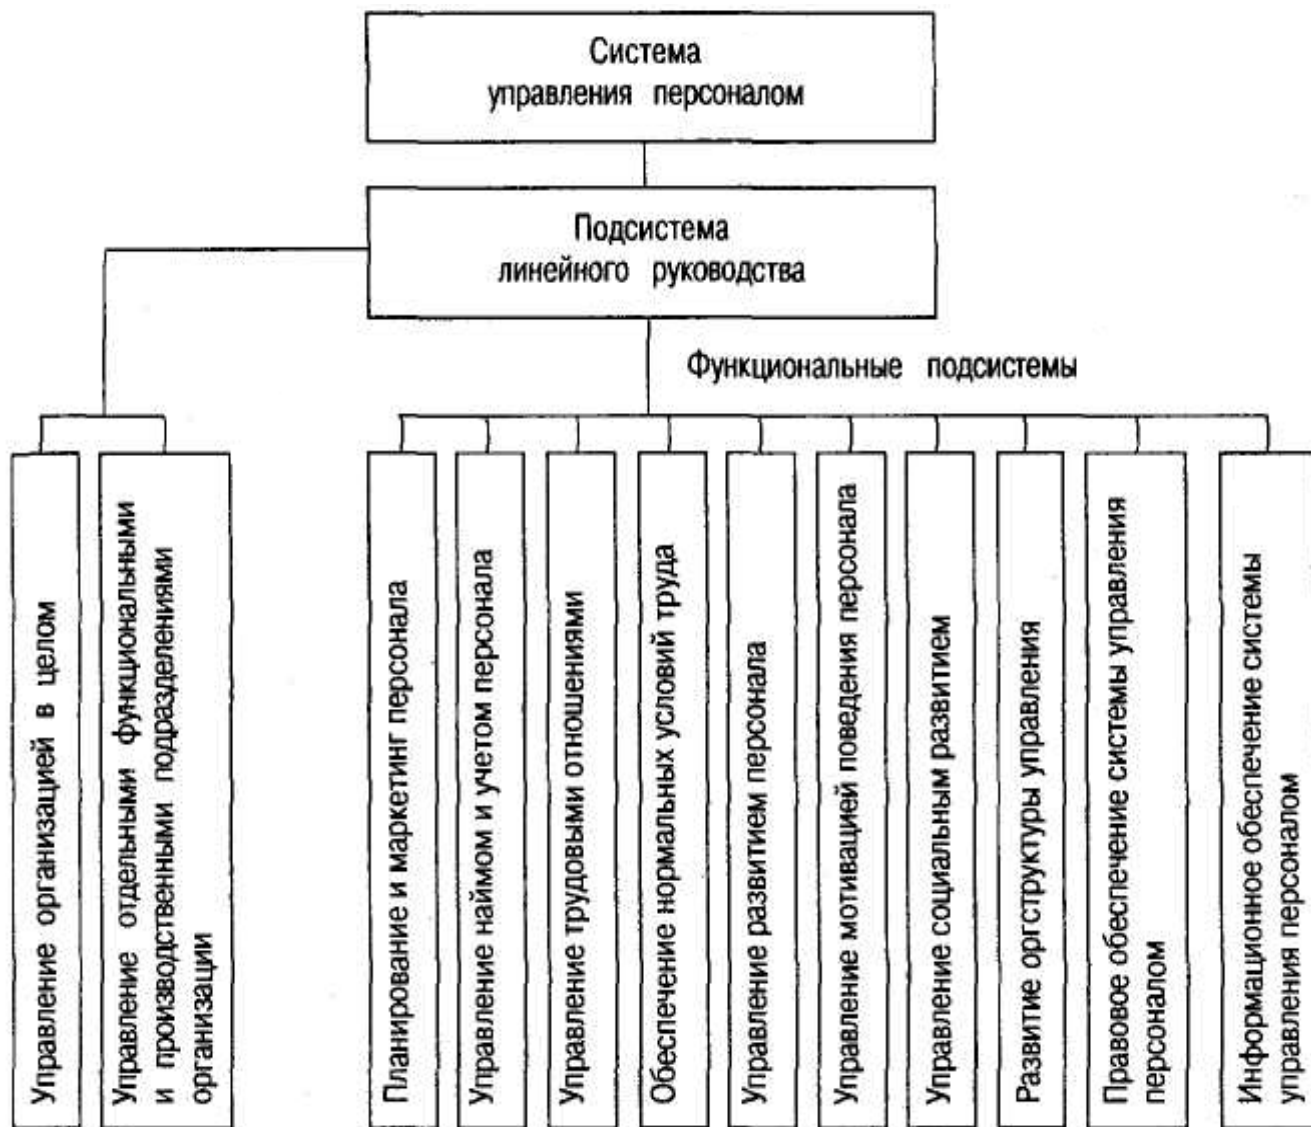 Система
управления персоналом
Подсистема
линейного руководства
Функциональные подсистемы
Управление организацией в целом
Управление отдельными функциональными
и производственными подразделениями
организации
Планирование и маркетинг персонала
Управление наймом и учетом персонала
Управление трудовыми отношениями
Обеспечение нормальных условий труда
Управление развитием персонала
Управление мотивацией поведения персонала
Управление социальным развитием
Развитие оргструктуры управления
Правовое обеспечение системы управления
персоналом
Информационное обеспечение системы
управления персоналом